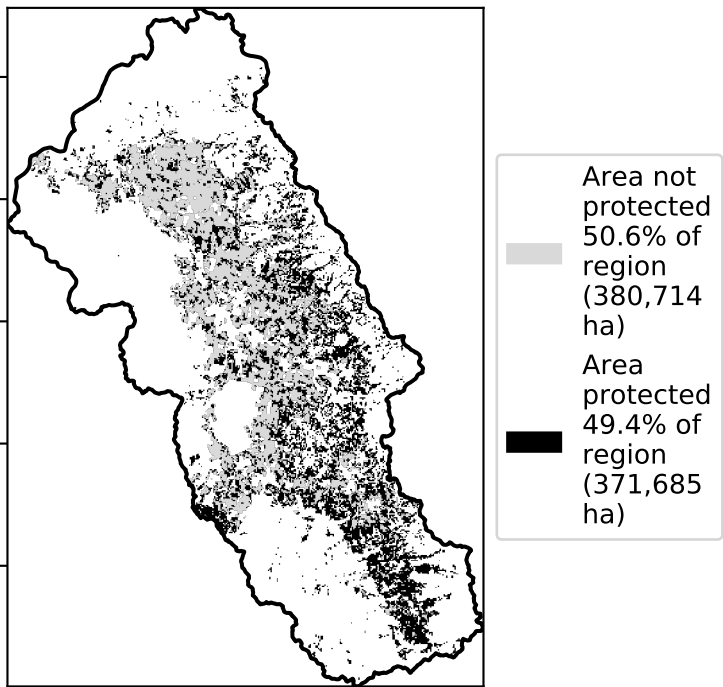 Area not
protected
50.6% of
region
(380,714
ha)
Area
protected
49.4% of
region
(371,685
ha)